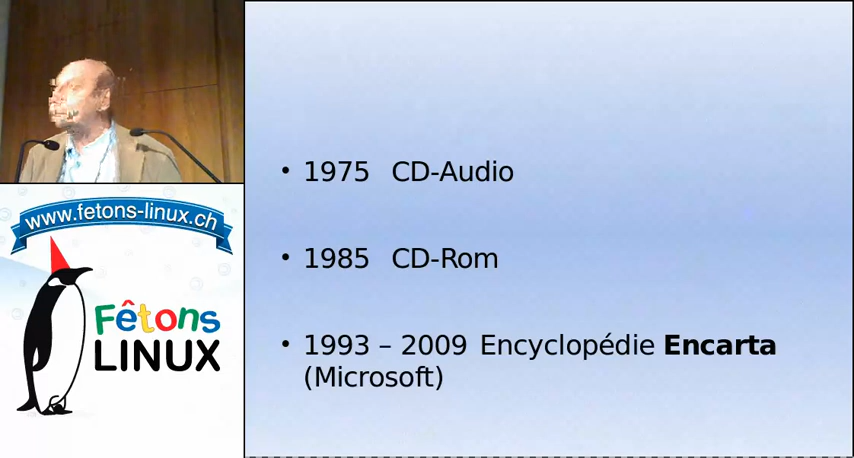 www.fetons-linux.ch
Fêtons
LINUX
• 1975 CD-Audio
• 1985 CD-Rom
• 1993 – 2009 Encyclopédie Encarta
(Microsoft)